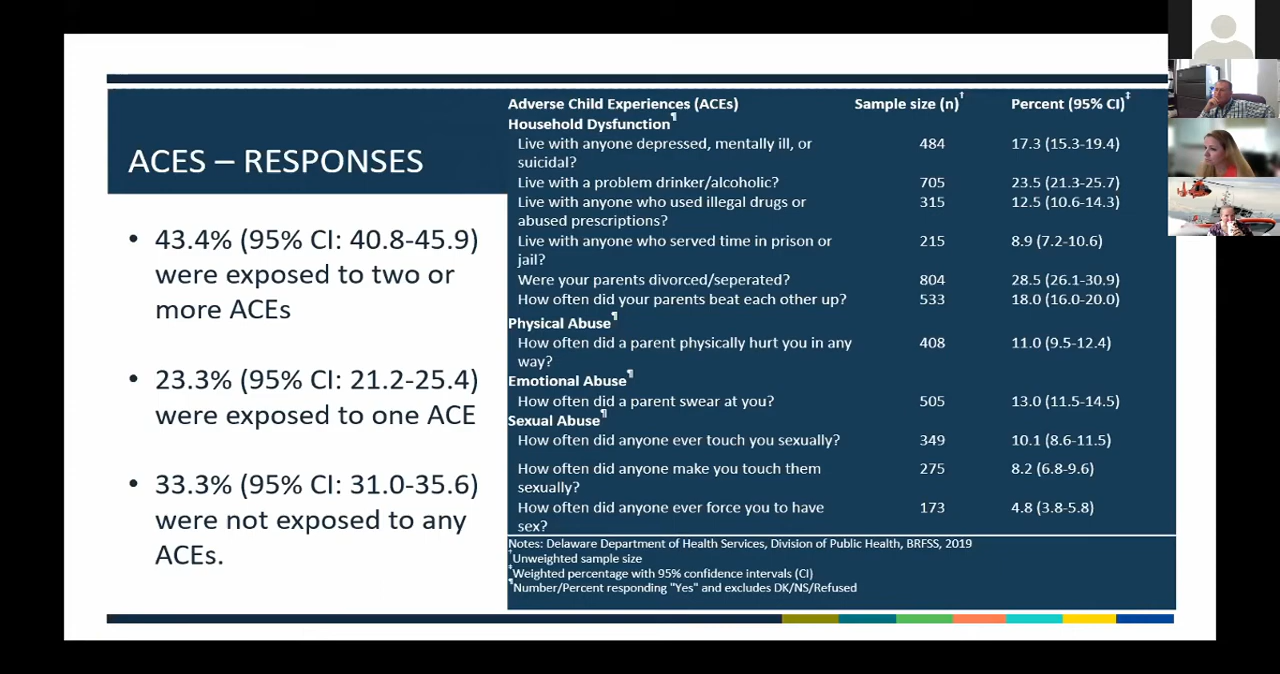 ACES – RESPONSES
• 43.4% (95% CI: 40.8-45.9)
were exposed to two or
more ACEs
• 23.3% (95% CI: 21.2-25.4)
were exposed to one ACE
• 33.3% (95% CI: 31.0-35.6)
were not exposed to any
ACEs.
Adverse Child Experiences (ACEs) Sample size (n)† Percent (95% CI)‡
Household Dysfunction¶
Live with anyone depressed, mentally ill, or 484 17.3 (15.3-19.4)
suicidal?
Live with a problem drinker/alcoholic? 705 23.5 (21.3-25.7)
Live with anyone who used illegal drugs or 315 12.5 (10.6-14.3)
abused prescriptions?
Live with anyone who served time in prison or 215 8.9 (7.2-10.6)
jail?
Were your parents divorced/seperated? 804 28.5 (26.1-30.9)
How often did your parents beat each other up? 533 18.0 (16.0-20.0)
Physical Abuse¶
How often did a parent physically hurt you in any 408 11.0 (9.5-12.4)
way?
Emotional Abuse¶
How often did a parent swear at you? 505 13.0 (11.5-14.5)
Sexual Abuse¶
How often did anyone ever touch you sexually? 349 10.1 (8.6-11.5)
How often did anyone make you touch them 275 8.2 (6.8-9.6)
sexually?
How often did anyone ever force you to have 173 4.8 (3.8-5.8)
sex?
Notes: Delaware Department of Health Services, Division of Public Health, BRFSS, 2019
†Unweighted sample size
‡Weighted percentage with 95% confidence intervals (CI)
¶Number/Percent responding "Yes" and excludes DK/NS/Refused